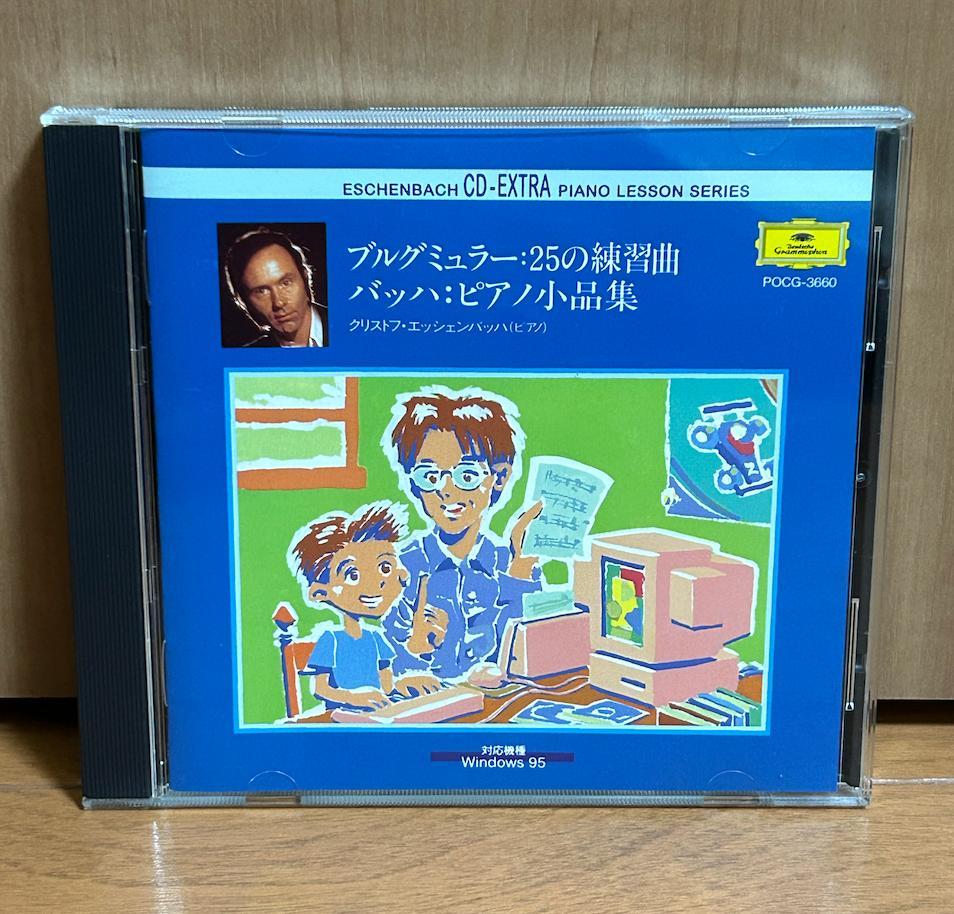 ESCHENBACH CD-EXTRA PIANO LESSON SERIES
ブルグミュラー:25の練習曲
バッハ:ピアノ小品集
クリストフ・エッシェンバッハ(ピアノ)
Deutsche
Grammophon
POCG-3660
対応機種
Windows 95